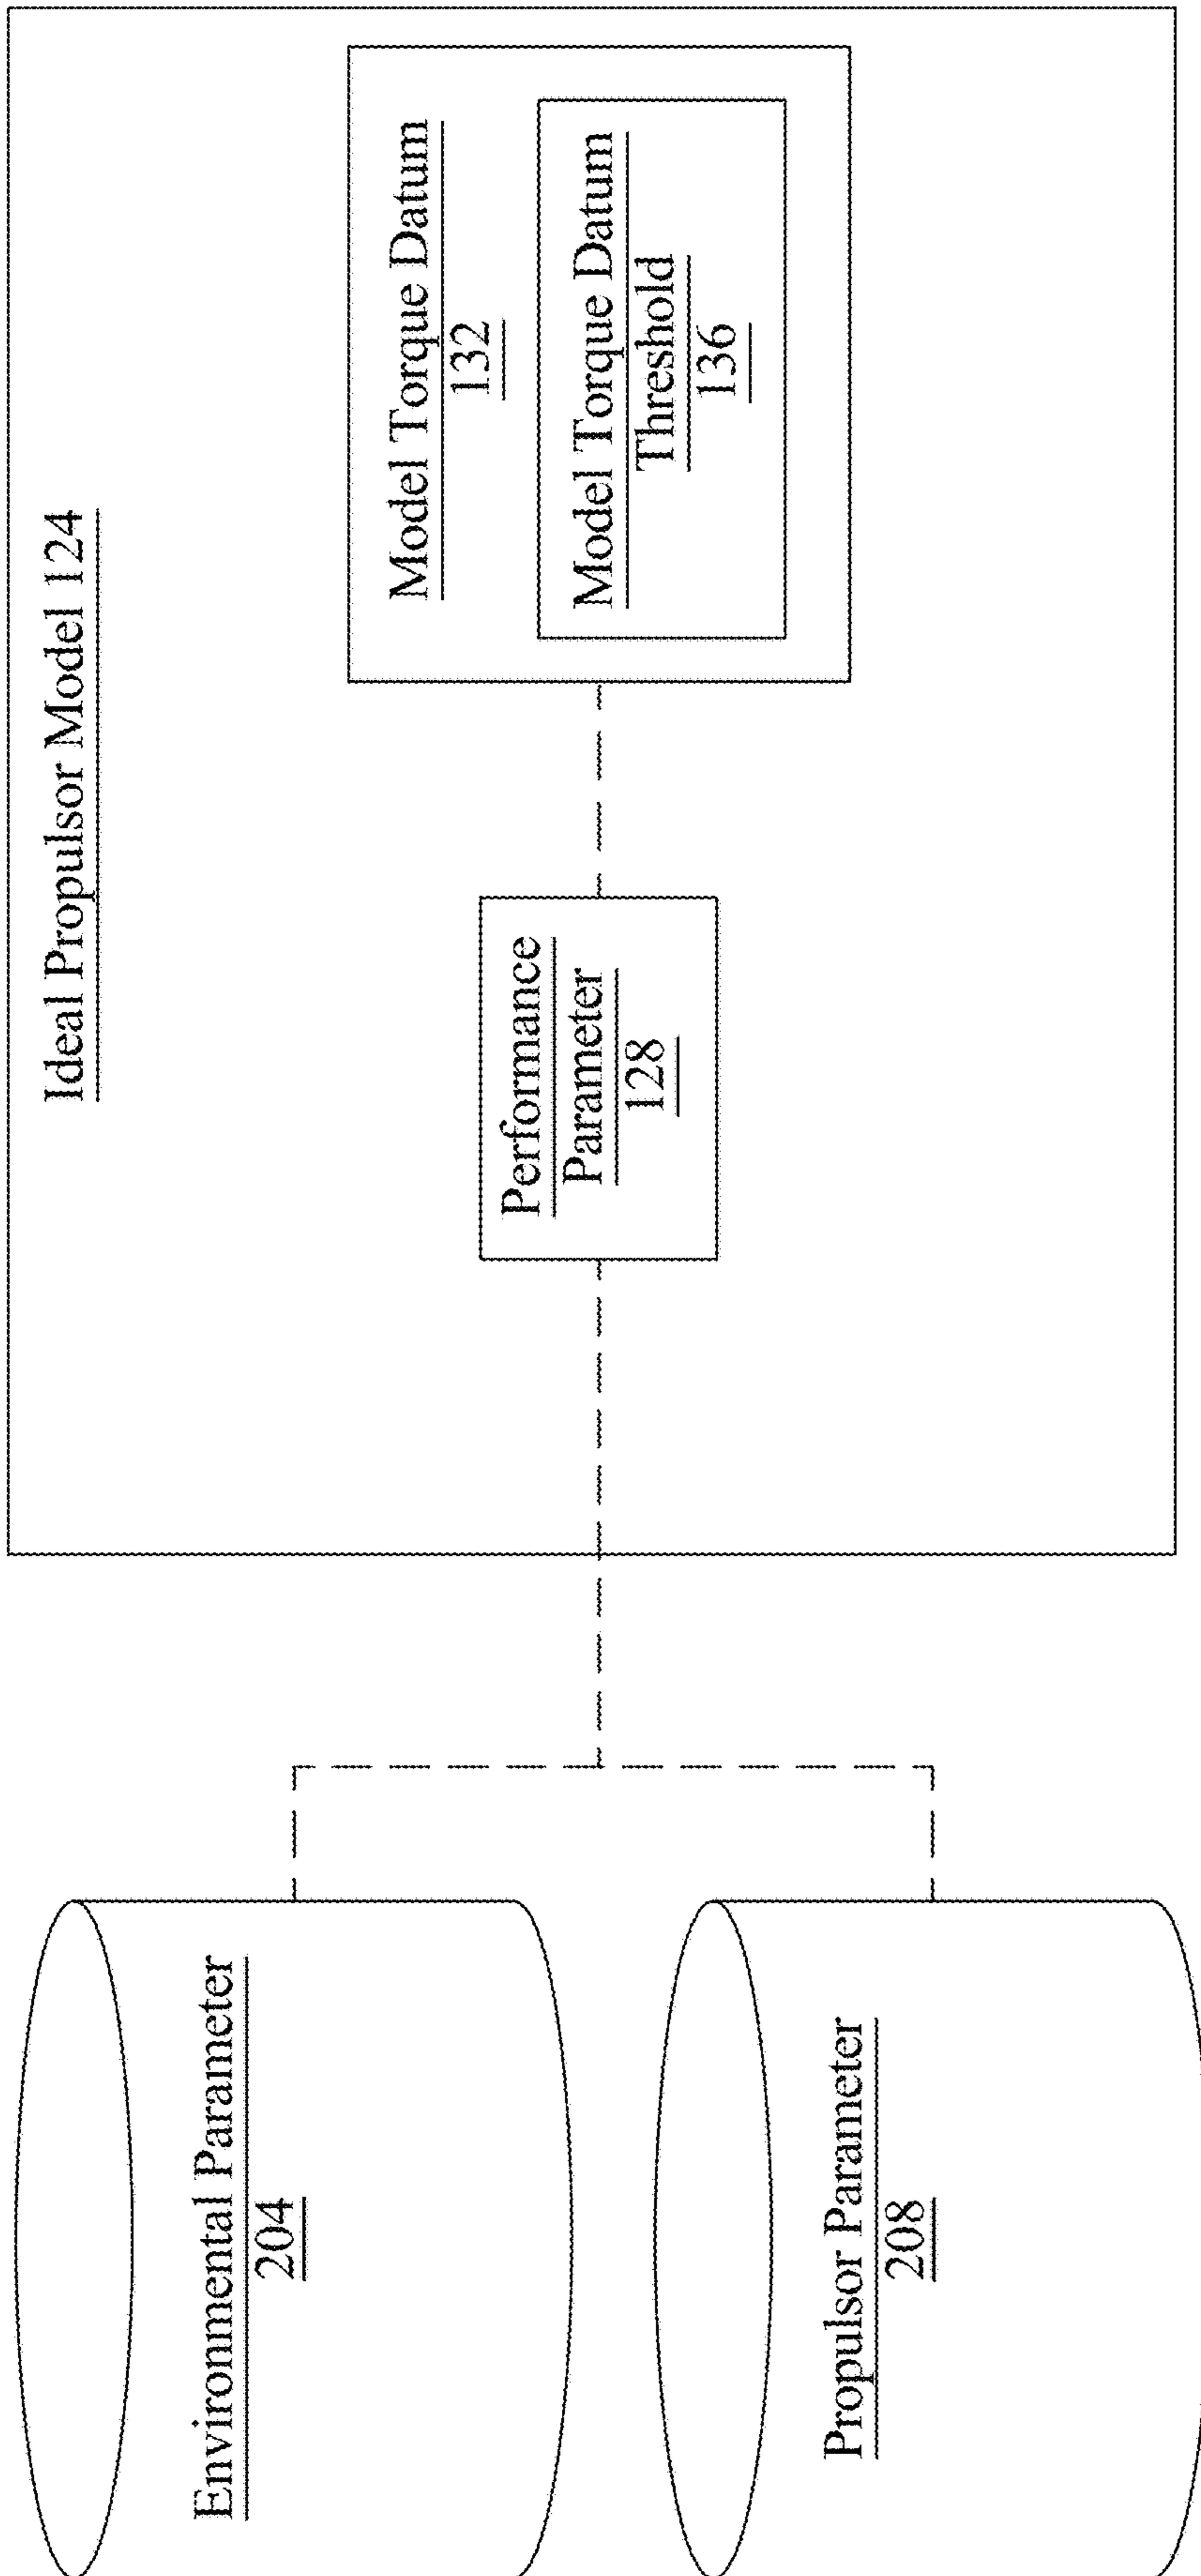 Ideal Propulsor Model 124
Environmental Parameter
204
Propulsor Parameter
208
Performance
Parameter
128
Model Torque Datum
132
Model Torque Datum
Threshold
136